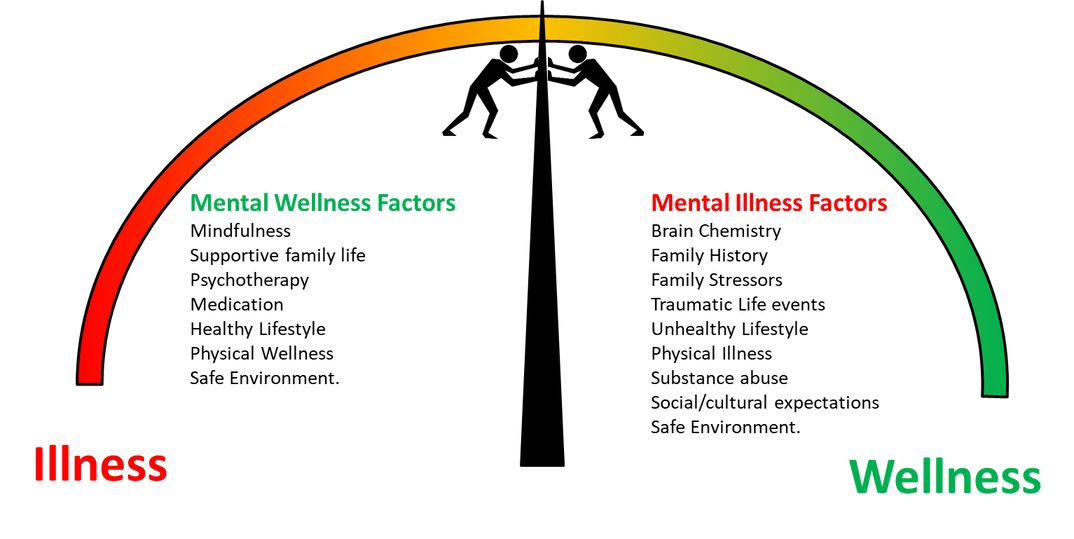 Mental Wellness Factors
Mindfulness
Supportive family life
Psychotherapy
Medication
Healthy Lifestyle
Physical Wellness
Safe Environment.
Mental Illness Factors
Brain Chemistry
Family History
Family Stressors
Traumatic Life events
Unhealthy Lifestyle
Physical Illness
Substance abuse
Social/cultural expectations
Safe Environment.
Illness
Wellness